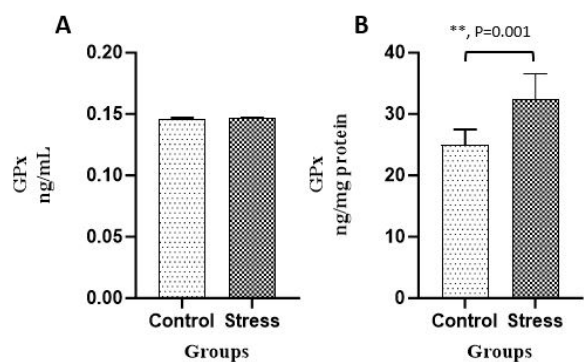 A
GPx
ng/mL
0.20
0.15
0.10
0.05
0.00
Control Stress
Groups
B
**, P=0.001
GPx
ng/mg protein
40
30
20
10
0
Control Stress
Groups